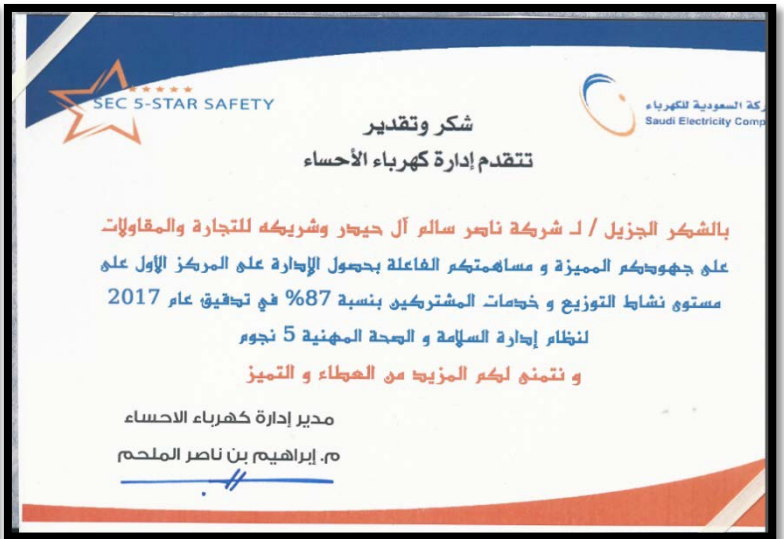 SEC 5-STAR SAFETY
كة السعودية للكهرباء
Saudi Electricity Comp
شكر وتقدير
تتقدم إدارة كهرباء الأحساء
بالشكر الجزيل / لـ شركة ناصر سالم آل حيدر وشريكه للتجارة والمقاولات
على جهودكم المميزة و مساهمتكم الفاعلة بحصول الإدارة على المركز الأول على
مستوى نشاط التوزيع و خدمات المشتركين بنسبة 87% في تدقيق عام 2017
لنظام إدارة السلامة و الصحة المهنية 5 نجوم
و نتمنى لكم المزيد من العطاء و التميز
مدير إدارة كهرباء الاحساء
م. إبراهيم بن ناصر الملحم